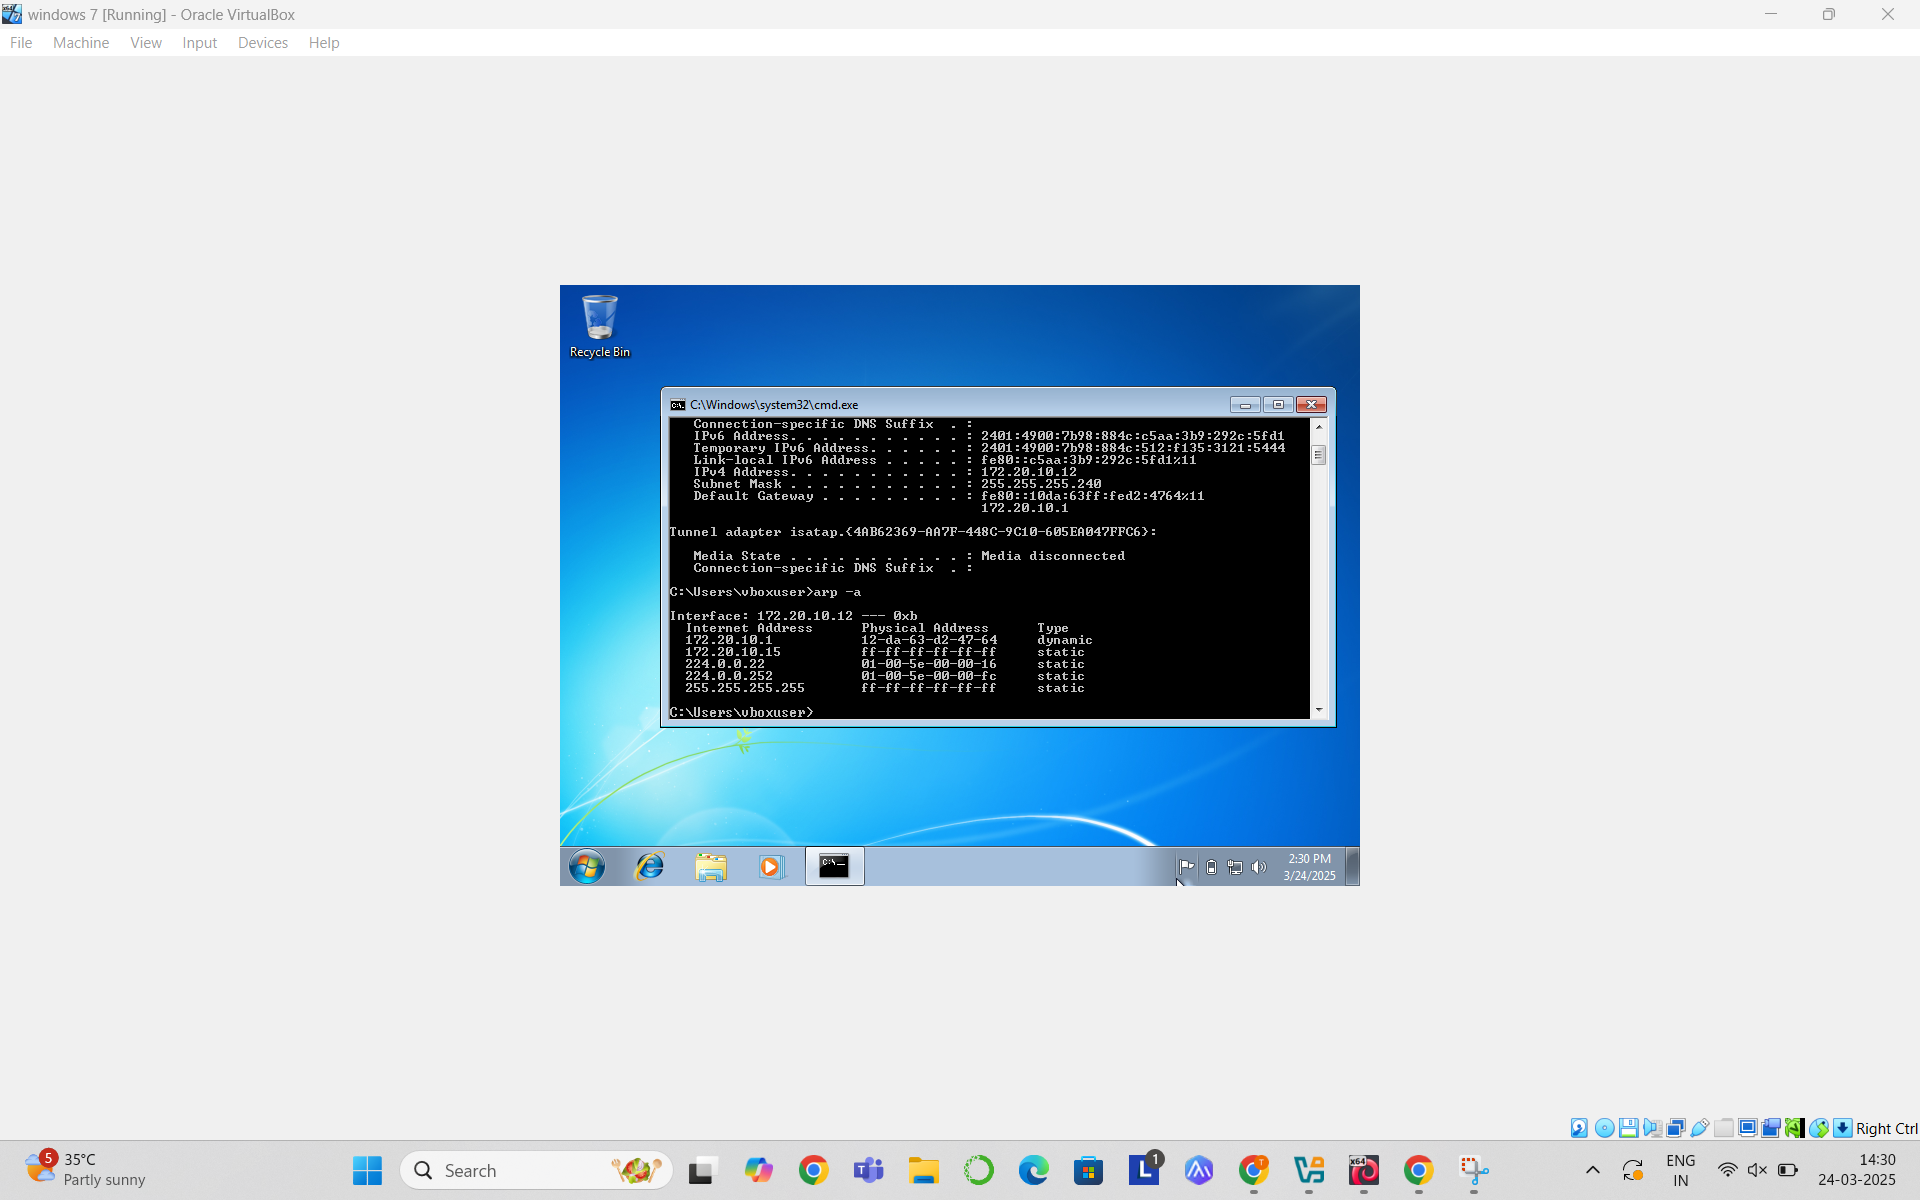 windows 7 [Running] - Oracle VirtualBox
File Machine View Input Devices Help
Recycle Bin
C:\Windows\system32\cmd.exe
Connection-specific DNS Suffix  . :
IPv6 Address. . . . . . . . . . . : 2401:4900:7b98:884c:c5aa:3b9:292c:5fd1
Temporary IPv6 Address. . . . . . : 2401:4900:7b98:884c:512:f135:3121:5444
Link-local IPv6 Address . . . . . : fe80::c5aa:3b9:292c:5fd1%11
IPv4 Address. . . . . . . . . . . : 172.20.10.12
Subnet Mask . . . . . . . . . . . : 255.255.255.240
Default Gateway . . . . . . . . . : fe80::10da:63ff:fed2:4764%11
172.20.10.1
Tunnel adapter isatap.{4AB62369-AA7F-448C-9C10-605EA047FFC6}:
Media State . . . . . . . . . . . : Media disconnected
Connection-specific DNS Suffix  . :
C:\Users\vboxuser>arp -a
Interface: 172.20.10.12 --- 0xb
Internet Address      Physical Address      Type
172.20.10.1           12-da-63-d2-47-64     dynamic
172.20.10.15          ff-ff-ff-ff-ff-ff     static
224.0.0.22            01-00-5e-00-00-16     static
224.0.0.252           01-00-5e-00-00-fc     static
255.255.255.255       ff-ff-ff-ff-ff-ff     static
C:\Users\vboxuser>
2:30 PM
3/24/2025
Right Ctrl
5
35°C
Partly sunny
Search
1
ENG
IN
14:30
24-03-2025